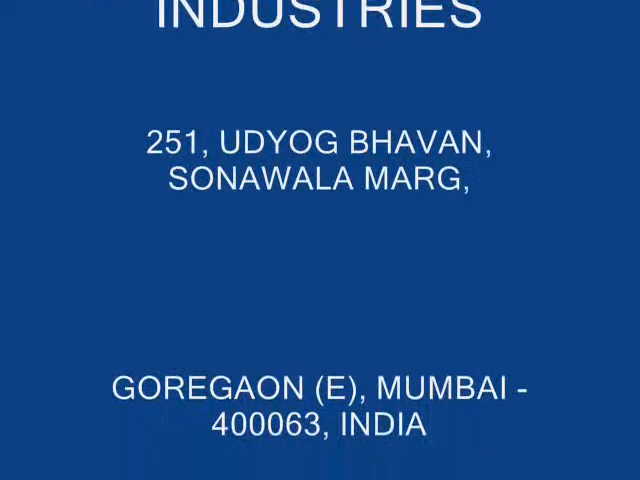 INDUSTRIES
251, UDYOG BHAVAN,
SONAWALA MARG,
GOREGAON (E), MUMBAI -
400063, INDIA